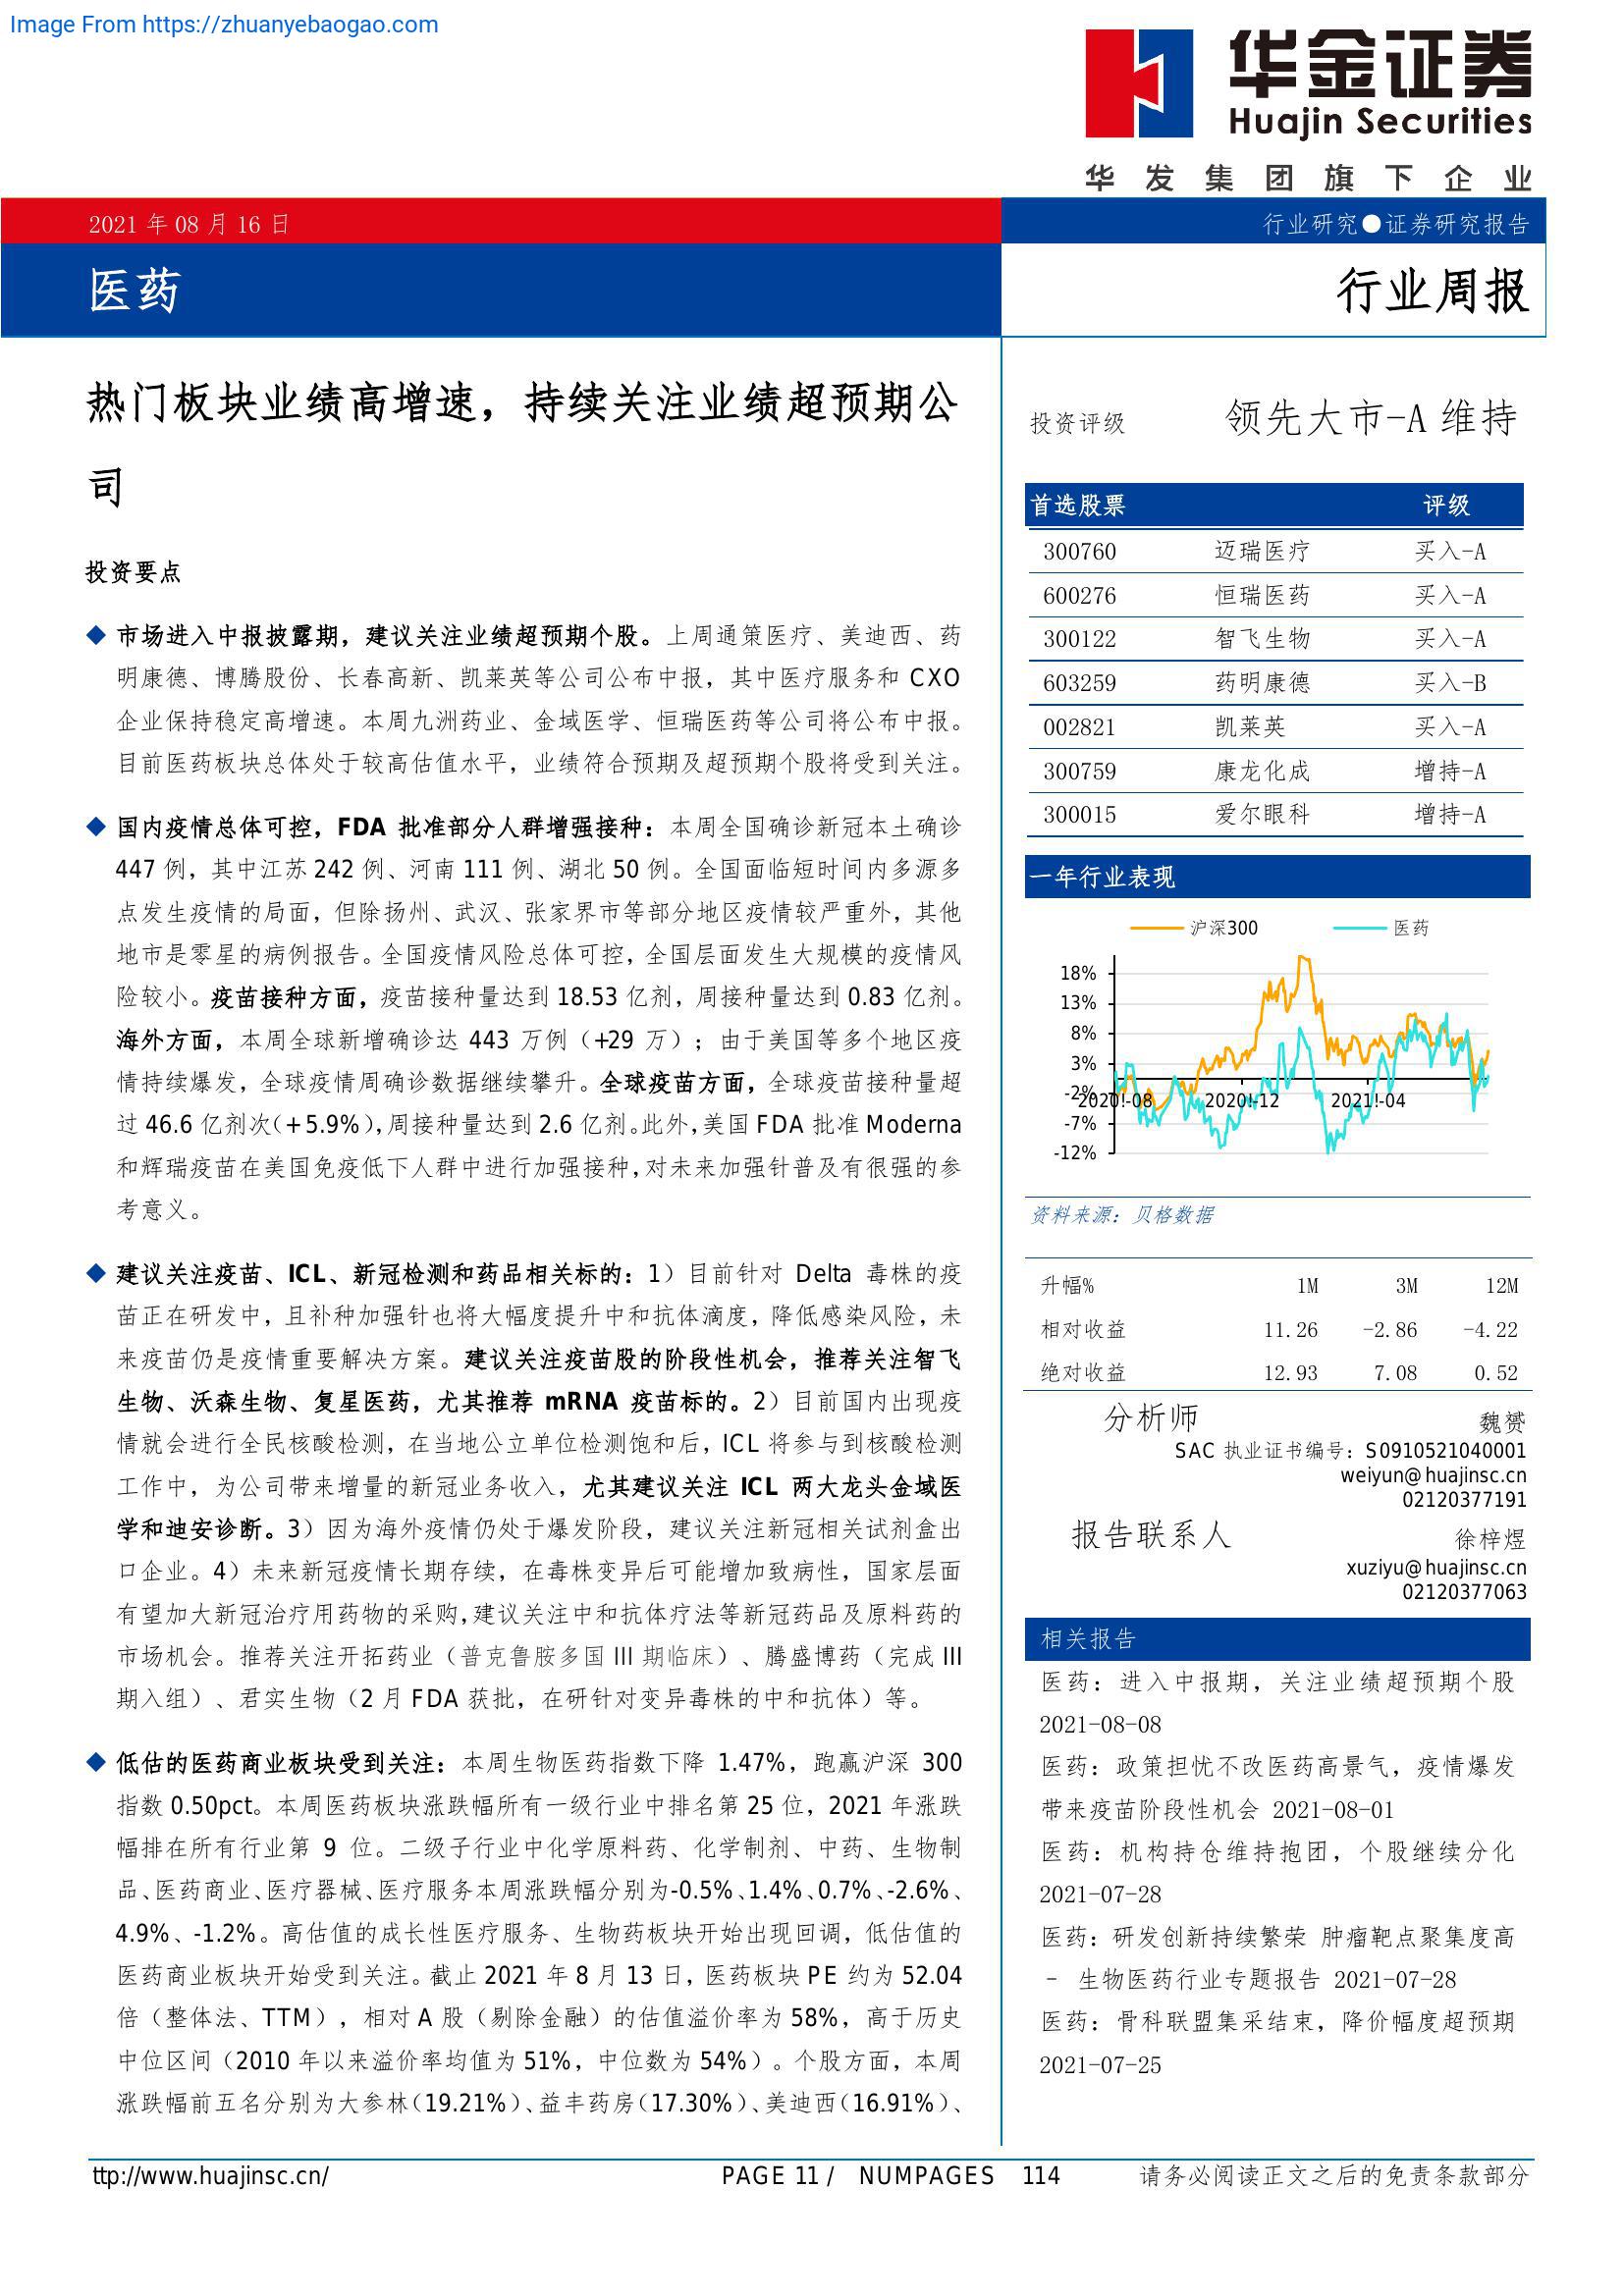 Image From https://zhuanyebaogao.com
华金证券
Huajin Securities
华发集团旗下企业
2021 年 08 月 16 日
行业研究●证券研究报告
医药
行业周报
热门板块业绩高增速，持续关注业绩超预期公
司
投资要点
◆ 市场进入中报披露期，建议关注业绩超预期个股。上周通策医疗、美迪西、药
明康德、博腾股份、长春高新、凯莱英等公司公布中报，其中医疗服务和 CXO
企业保持稳定高增速。本周九洲药业、金域医学、恒瑞医药等公司将公布中报。
目前医药板块总体处于较高估值水平，业绩符合预期及超预期个股将受到关注。
◆ 国内疫情总体可控，FDA 批准部分人群增强接种：本周全国确诊新冠本土确诊
447 例，其中江苏 242 例、河南 111 例、湖北 50 例。全国面临短时间内多源多
点发生疫情的局面，但除扬州、武汉、张家界市等部分地区疫情较严重外，其他
地市是零星的病例报告。全国疫情风险总体可控，全国层面发生大规模的疫情风
险较小。疫苗接种方面，疫苗接种量达到 18.53 亿剂，周接种量达到 0.83 亿剂。
海外方面，本周全球新增确诊达 443 万例（+29 万）；由于美国等多个地区疫
情持续爆发，全球疫情周确诊数据继续攀升。全球疫苗方面，全球疫苗接种量超
过 46.6 亿剂次(+5.9%)，周接种量达到 2.6 亿剂。此外，美国 FDA 批准 Moderna
和辉瑞疫苗在美国免疫低下人群中进行加强接种，对未来加强针普及有很强的参
考意义。
◆ 建议关注疫苗、ICL、新冠检测和药品相关标的：1）目前针对 Delta 毒株的疫
苗正在研发中，且补种加强针也将大幅度提升中和抗体滴度，降低感染风险，未
来疫苗仍是疫情重要解决方案。建议关注疫苗股的阶段性机会，推荐关注智飞
生物、沃森生物、复星医药，尤其推荐 mRNA 疫苗标的。2）目前国内出现疫
情就会进行全民核酸检测，在当地公立单位检测饱和后，ICL 将参与到核酸检测
工作中，为公司带来增量的新冠业务收入，尤其建议关注 ICL 两大龙头金域医
学和迪安诊断。3）因为海外疫情仍处于爆发阶段，建议关注新冠相关试剂盒出
口企业。4）未来新冠疫情长期存续，在毒株变异后可能增加致病性，国家层面
有望加大新冠治疗用药物的采购，建议关注中和抗体疗法等新冠药品及原料药的
市场机会。推荐关注开拓药业（普克鲁胺多国 III 期临床）、腾盛博药（完成 III
期入组）、君实生物（2 月 FDA 获批，在研针对变异毒株的中和抗体）等。
◆ 低估的医药商业板块受到关注：本周生物医药指数下降 1.47%，跑赢沪深 300
指数 0.50pct。本周医药板块涨跌幅所有一级行业中排名第 25 位，2021 年涨跌
幅排在所有行业第 9 位。二级子行业中化学原料药、化学制剂、中药、生物制
品、医药商业、医疗器械、医疗服务本周涨跌幅分别为-0.5%、1.4%、0.7%、-2.6%、
4.9%、-1.2%。高估值的成长性医疗服务、生物药板块开始出现回调，低估值的
医药商业板块开始受到关注。截止 2021 年 8 月 13 日，医药板块 PE 约为 52.04
倍（整体法、TTM），相对 A 股（剔除金融）的估值溢价率为 58%，高于历史
中位区间（2010 年以来溢价率均值为 51%，中位数为 54%）。个股方面，本周
涨跌幅前五名分别为大参林(19.21%)、益丰药房(17.30%)、美迪西(16.91%)、
投资评级 领先大市-A 维持
首选股票 评级
300760 迈瑞医疗 买入-A
600276 恒瑞医药 买入-A
300122 智飞生物 买入-A
603259 药明康德 买入-B
002821 凯莱英 买入-A
300759 康龙化成 增持-A
300015 爱尔眼科 增持-A
一年行业表现
沪深300 医药
18%
13%
8%
3%
-2%
-7%
-12%
2020!-08 2020!-12 2021!-04
资料来源：贝格数据
升幅% 1M 3M 12M
相对收益 11.26 -2.86 -4.22
绝对收益 12.93 7.08 0.52
分析师 魏赟
SAC 执业证书编号：S0910521040001
weiyun@huajinsc.cn
02120377191
报告联系人 徐梓煜
xuziyu@huajinsc.cn
02120377063
相关报告
医药：进入中报期，关注业绩超预期个股
2021-08-08
医药：政策担忧不改医药高景气，疫情爆发
带来疫苗阶段性机会 2021-08-01
医药：机构持仓维持抱团，个股继续分化
2021-07-28
医药：研发创新持续繁荣 肿瘤靶点聚集度高
– 生物医药行业专题报告 2021-07-28
医药：骨科联盟集采结束，降价幅度超预期
2021-07-25
ttp://www.huajinsc.cn/ PAGE 11 / NUMPAGES 114 请务必阅读正文之后的免责条款部分